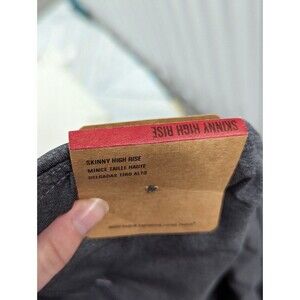 SKINNY HIGH RISE
SKINNY HIGH RISE
MINCE TAILLE HAUTE
DELGADAS TIRO ALTO